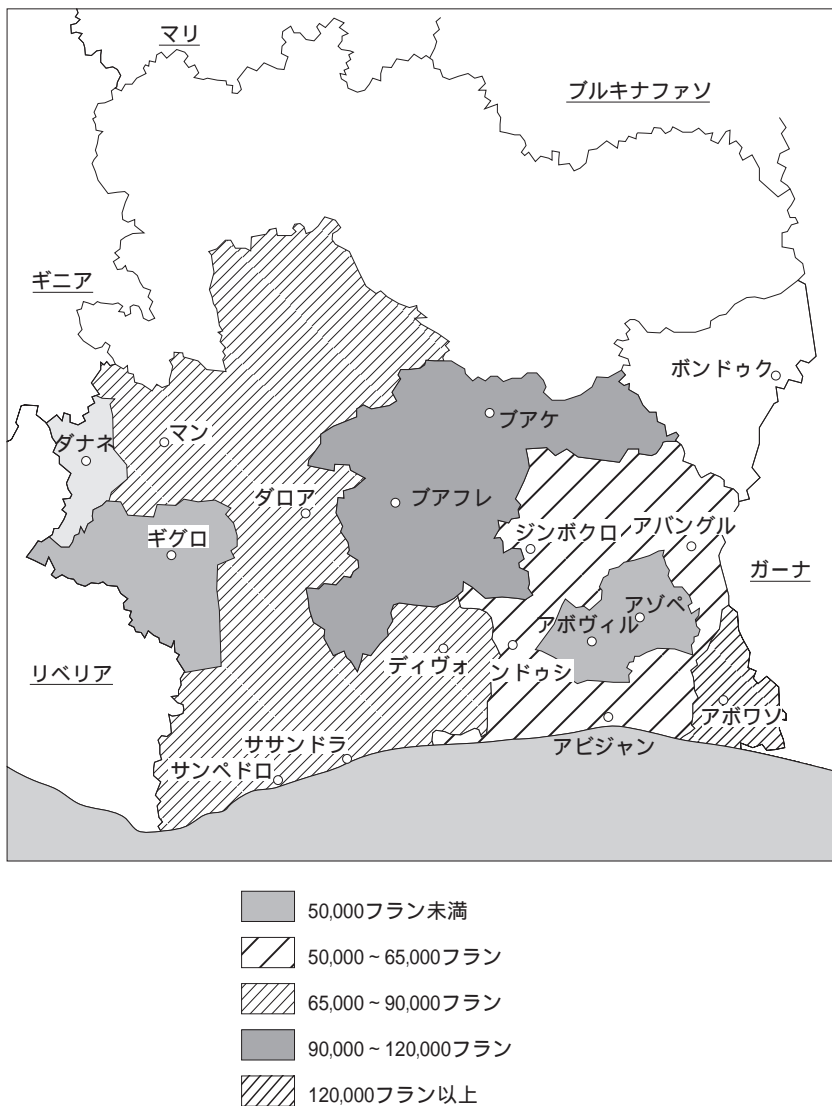 マリ
ブルキナファソ
ギニア
ボンドゥク
ブアケ
マン
ダナネ
ブアフレ
ダロア
ジンボクロ
アバングル
ギグロ
ガーナ
アゾペ
アボヴィル
リベリア
ディヴォ
ンドゥシ
アボワソ
ササンドラ
アビジャン
サンペドロ
50,000フラン未満
50,000 ~ 65,000フラン
65,000 ~ 90,000フラン
90,000 ~ 120,000フラン
120,000フラン以上